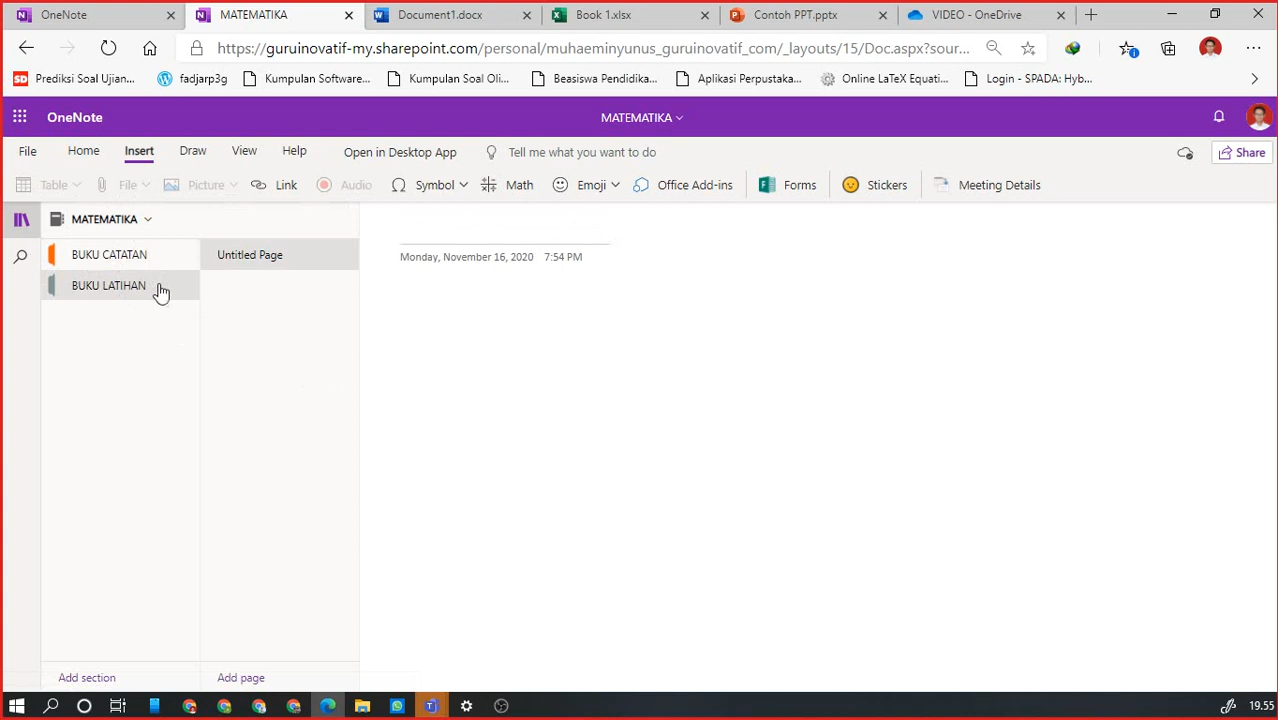 OneNote
MATEMATIKA
Document1.docx
Book 1.xlsx
Contoh PPT.pptx
VIDEO - OneDrive
https://guruinovatif-my.sharepoint.com/personal/muhaeminyunus_guruinovatif_com/_layouts/15/Doc.aspx?sour...
Prediksi Soal Ujian...
fadjarp3g
Kumpulan Software...
Kumpulan Soal Oli...
Beasiswa Pendidika...
Aplikasi Perpustaka...
Online LaTeX Equati...
Login - SPADA: Hyb...
OneNote
MATEMATIKA
File Home Insert Draw View Help Open in Desktop App Tell me what you want to do Share
Table File Picture Link Audio Symbol Math Emoji Office Add-ins Forms Stickers Meeting Details
MATEMATIKA
BUKU CATATAN
Untitled Page
Monday, November 16, 2020 7:54 PM
BUKU LATIHAN
Add section
Add page
19.55